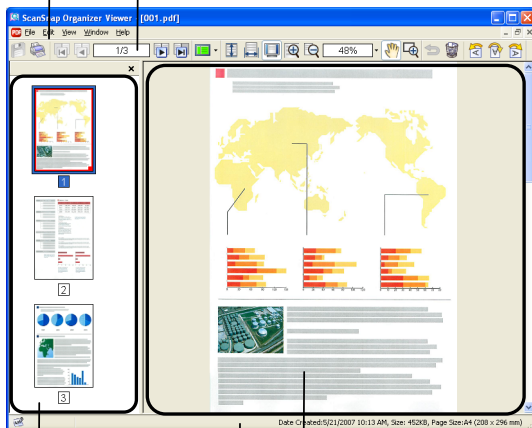 ScanSnap Organizer Viewer - [001.pdf]
PDF File Edit View Window Help
1/3 48%
1
2
3
Date Created:5/21/2007 10:13 AM, Size: 452KB, Page Size:A4 (208 x 296 mm)